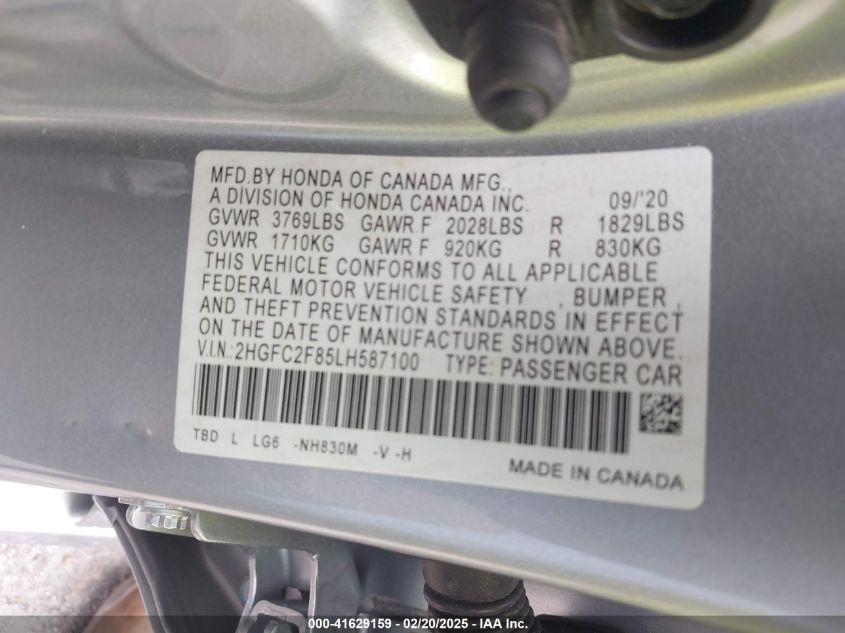 MFD.BY HONDA OF CANADA MFG.,
A DIVISION OF HONDA CANADA INC. 09/'20
GVWR 3769LBS GAWR F 2028LBS R 1829LBS
GVWR 1710KG GAWR F 920KG R 830KG
THIS VEHICLE CONFORMS TO ALL APPLICABLE
FEDERAL MOTOR VEHICLE SAFETY , BUMPER ,
AND THEFT PREVENTION STANDARDS IN EFFECT
ON THE DATE OF MANUFACTURE SHOWN ABOVE.
V.I.N.:2HGFC2F85LH587100 TYPE: PASSENGER CAR
TBD L LG6 -NH830M -V -H
MADE IN CANADA
000-41629159 — 02/20/2025 — IAA Inc.